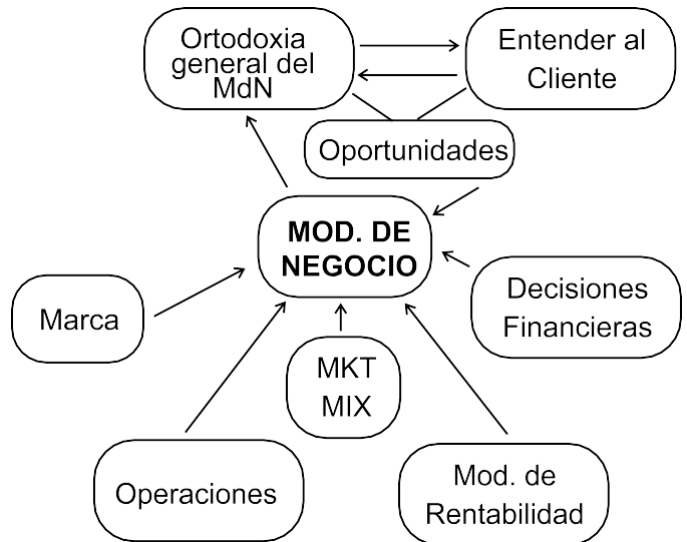 Ortodoxia
general del
MdN
Entender al
Cliente
Oportunidades
MOD. DE
NEGOCIO
Marca
Decisiones
Financieras
MKT
MIX
Operaciones
Mod. de
Rentabilidad